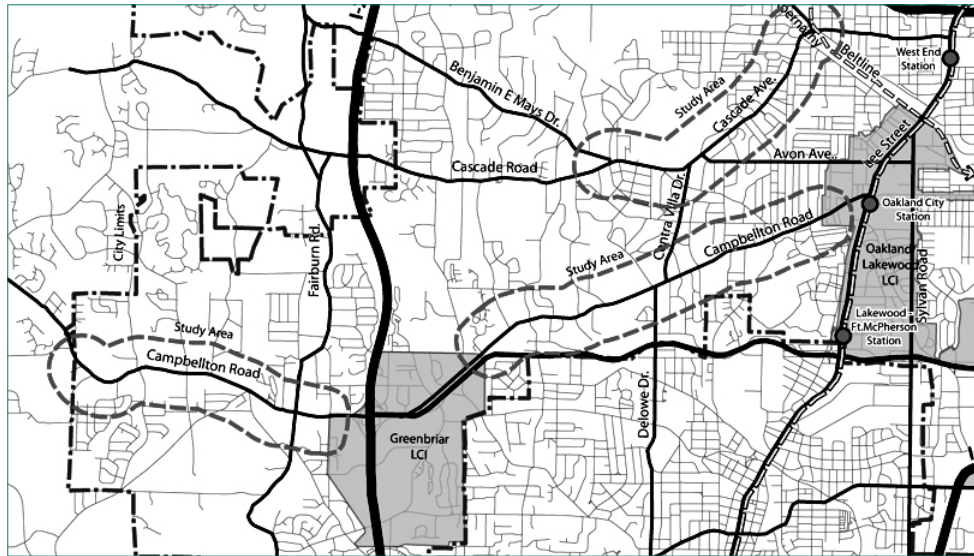 Beltline
West End
Station
Benjamin E Mays Dr.
Study Area
Cascade Ave.
Lee Street
Avon Ave..
Cascade Road
Centra Villa Dr.
Oakland City
Station
City Limits
Fairburn Rd.
Campbellton Road
Study Area
Oakland/
Lakewood
LCI
Sylvan Road
Lakewood
Ft.McPherson
Station
Study Area
Campbellton Road
Delowe Dr.
Greenbriar
LCI